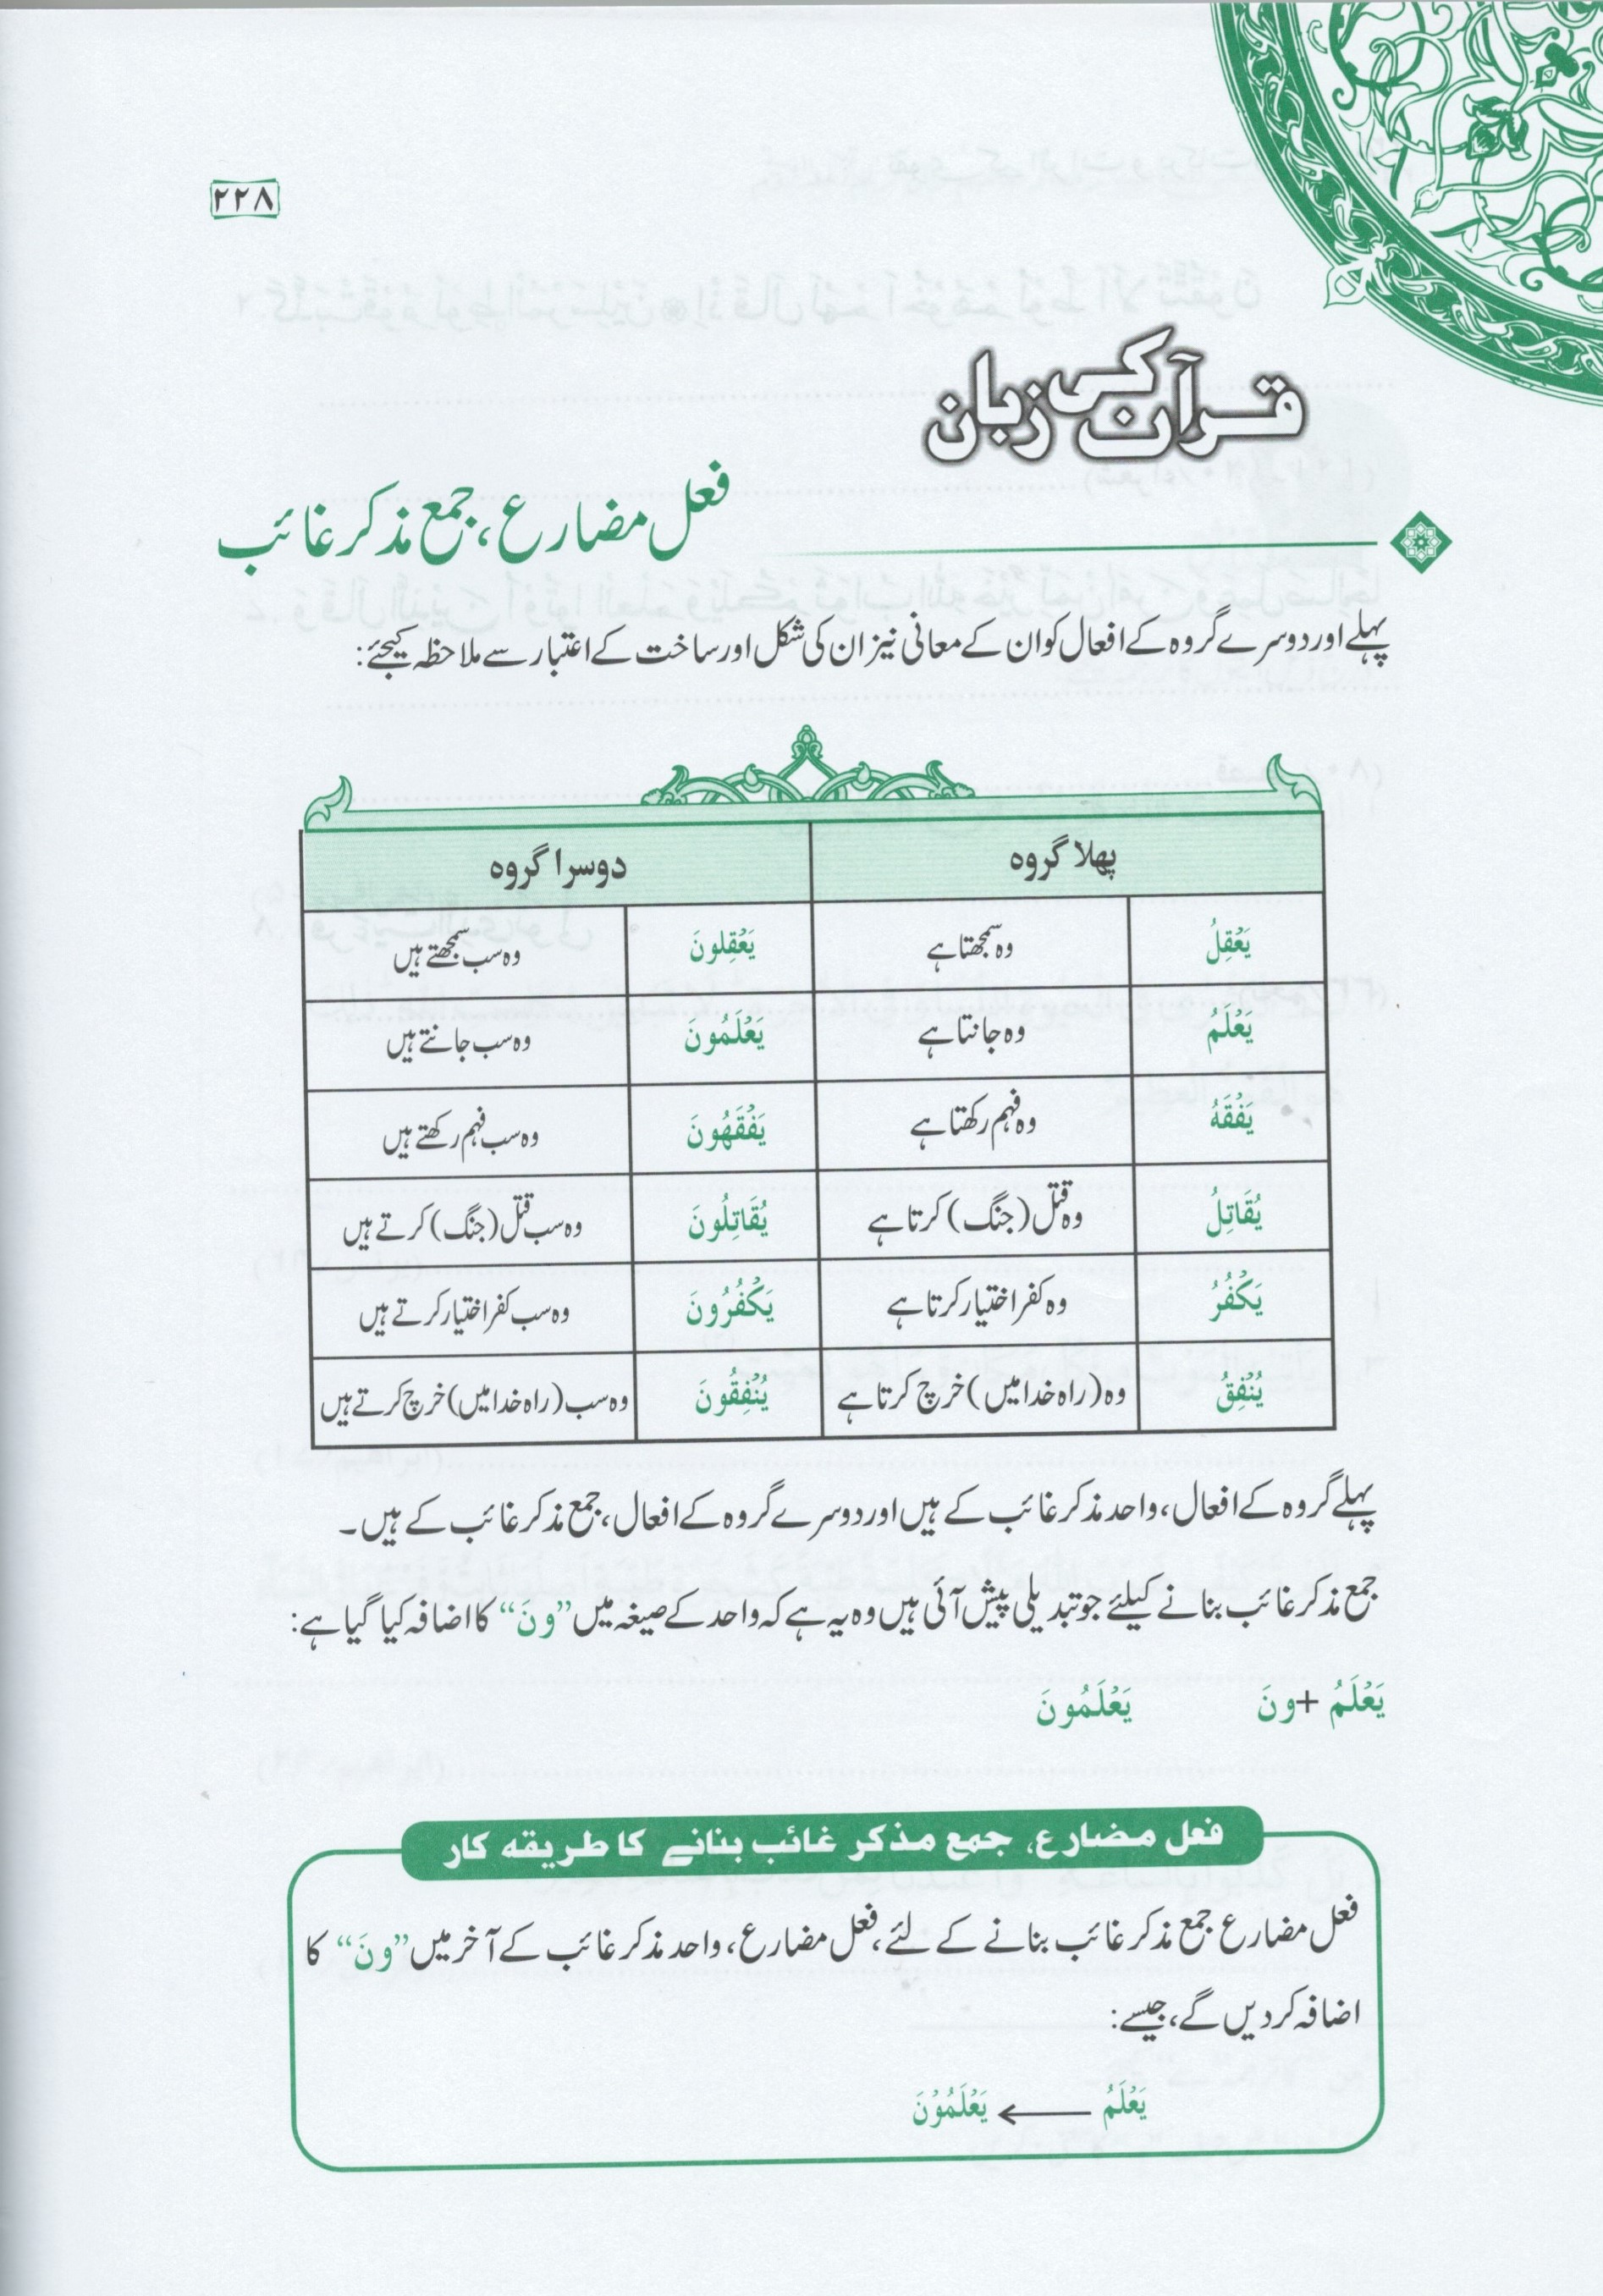 ۲۲۸
قرآن کی زبان
فعل مضارع، جمع مذکر غائب
پہلے اور دوسرے گروہ کے افعال کو ان کے معانی نیز ان کی شکل اور ساخت کے اعتبار سے ملاحظہ کیجئے:
پہلا گروہ دوسرا گروہ
يَعْقِلُ وہ سمجھتا ہے يَعْقِلونَ وہ سب سمجھتے ہیں
يَعْلَمُ وہ جانتا ہے يَعْلَمُونَ وہ سب جانتے ہیں
يَفْقَهُ وہ فہم رکھتا ہے يَفْقَهُونَ وہ سب فہم رکھتے ہیں
يُقَاتِلُ وہ قتل (جنگ) کرتا ہے يُقَاتِلُونَ وہ سب قتل (جنگ) کرتے ہیں
يَكْفُرُ وہ کفر اختیار کرتا ہے يَكْفُرُونَ وہ سب کفر اختیار کرتے ہیں
يُنْفِقُ وہ (راہ خدا میں) خرچ کرتا ہے يُنْفِقُونَ وہ سب (راہ خدا میں) خرچ کرتے ہیں
پہلے گروہ کے افعال، واحد مذکر غائب کے ہیں اور دوسرے گروہ کے افعال، جمع مذکر غائب کے ہیں۔
جمع مذکر غائب بنانے کیلئے جو تبدیلی پیش آئی ہیں وہ یہ ہے کہ واحد کے صیغہ میں ”ونَ“ کا اضافہ کیا گیا ہے:
يَعْلَمُ + ونَ يَعْلَمُونَ
فعل مضارع، جمع مذکر غائب بنانے کا طریقہ کار
فعل مضارع جمع مذکر غائب بنانے کے لئے، فعل مضارع، واحد مذکر غائب کے آخر میں ”ونَ“ کا
اضافہ کردیں گے، جیسے:
يَعْلَمُ ← يَعْلَمُوْنَ